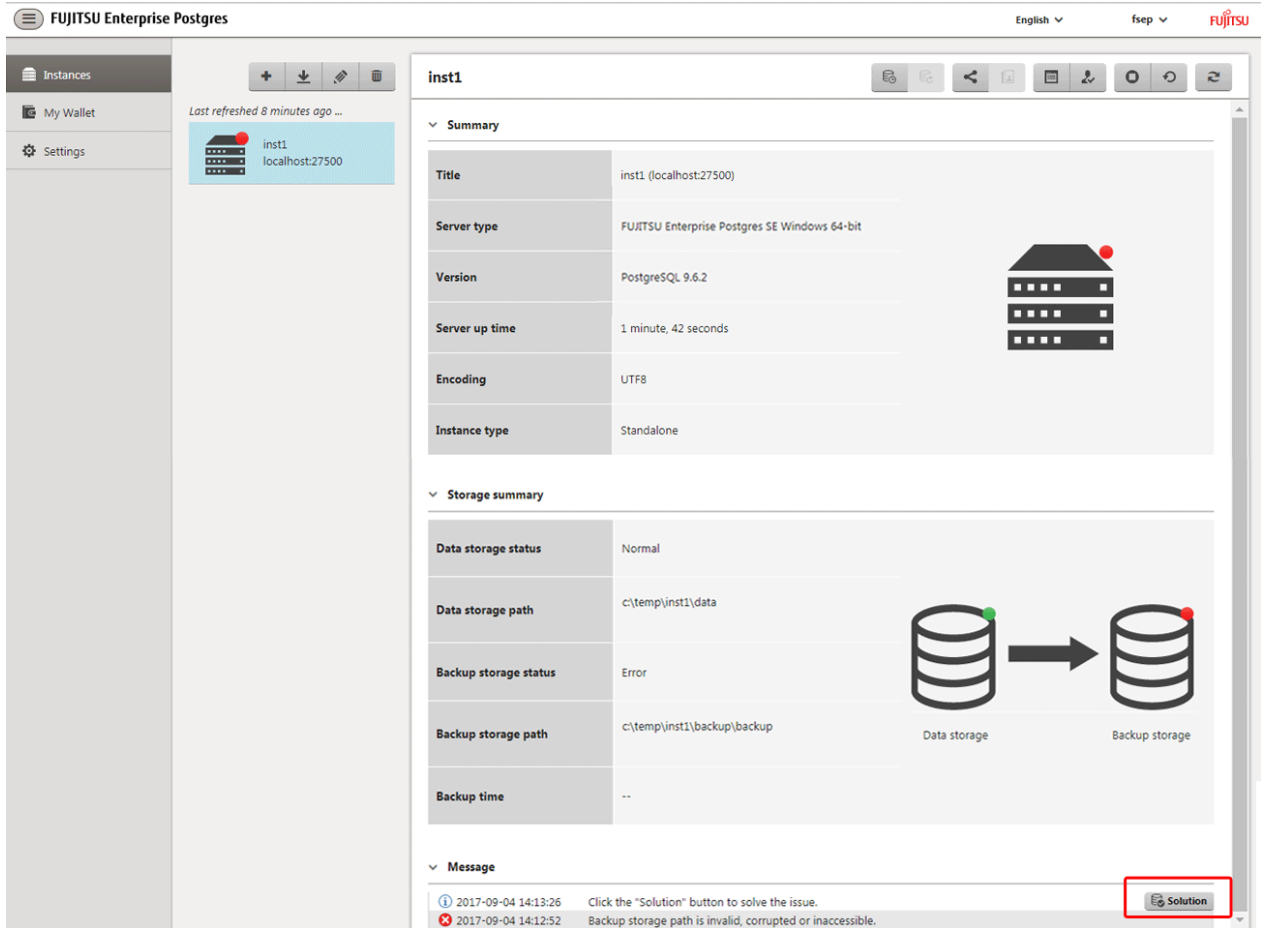 FUJITSU Enterprise Postgres
English
fsep
FUJITSU
Instances
My Wallet
Settings
Last refreshed 8 minutes ago ...
inst1
localhost:27500
inst1
Summary
Title
inst1 (localhost:27500)
Server type
FUJITSU Enterprise Postgres SE Windows 64-bit
Version
PostgreSQL 9.6.2
Server up time
1 minute, 42 seconds
Encoding
UTF8
Instance type
Standalone
Storage summary
Data storage status
Normal
Data storage path
c:\temp\inst1\data
Backup storage status
Error
Backup storage path
c:\temp\inst1\backup\backup
Backup time
--
Data storage
Backup storage
Message
2017-09-04 14:13:26 Click the "Solution" button to solve the issue.
Solution
2017-09-04 14:12:52 Backup storage path is invalid, corrupted or inaccessible.